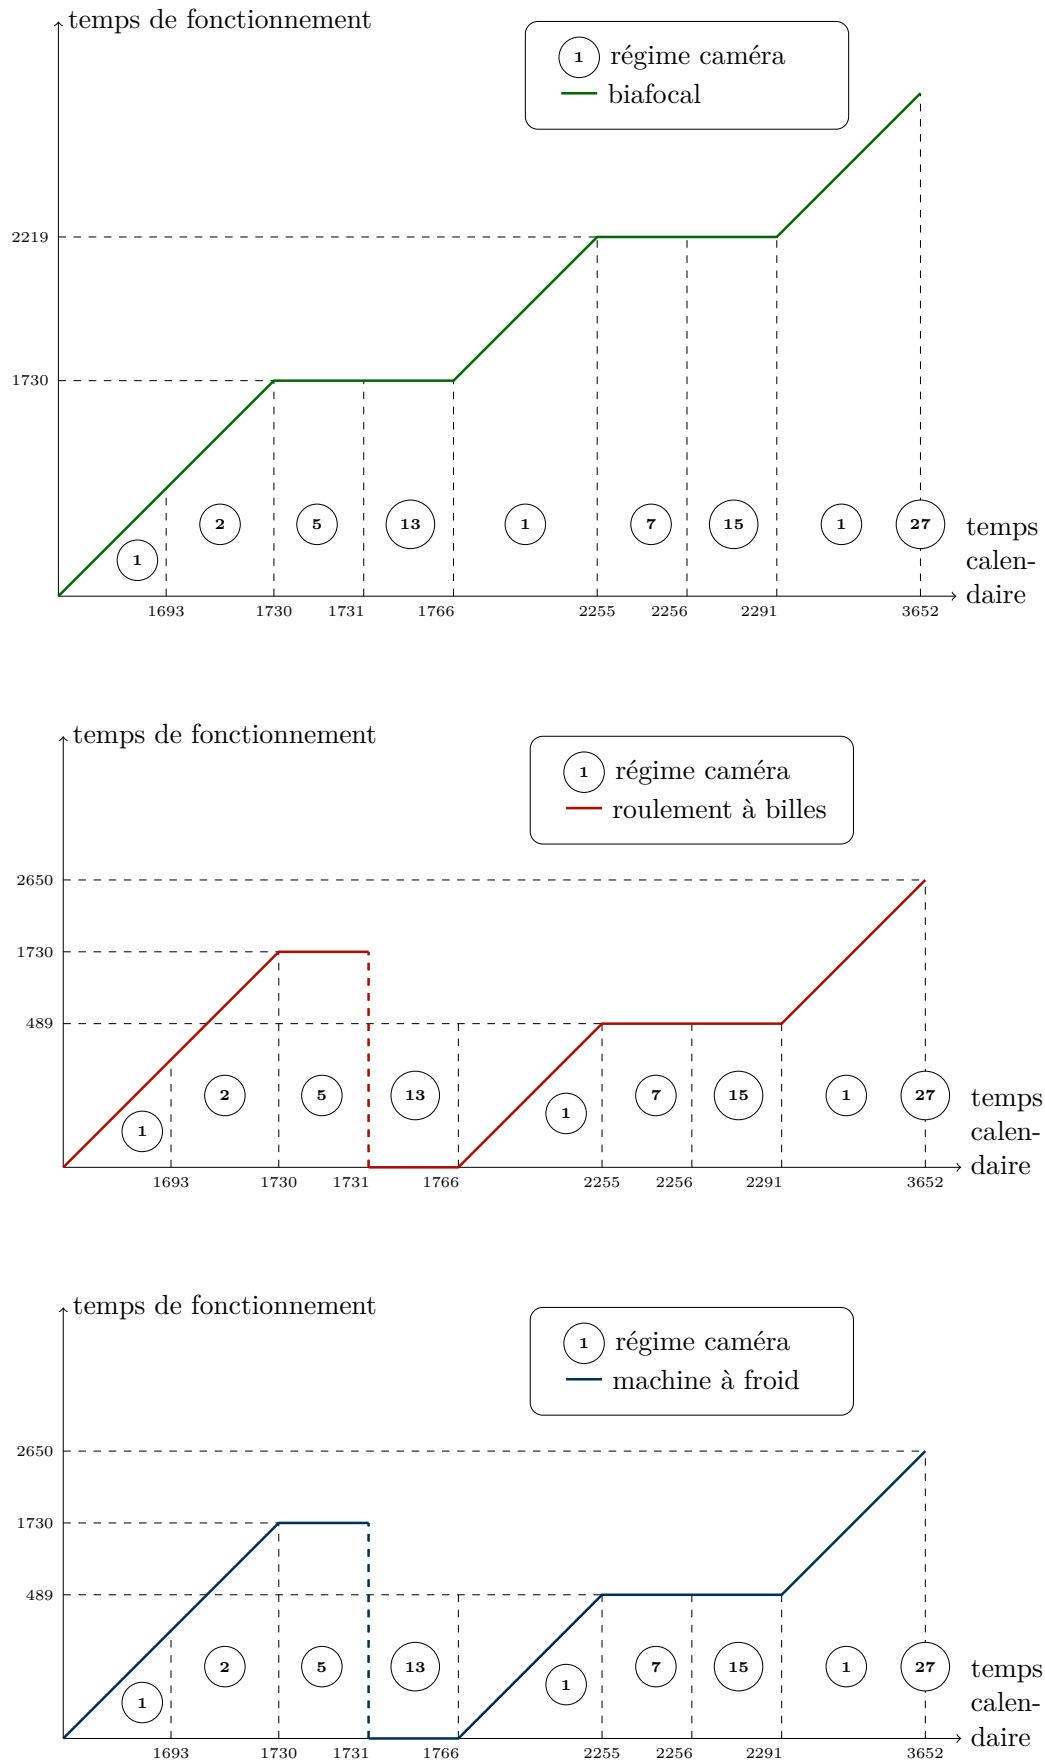 temps de fonctionnement
1 régime caméra
biafocal
2219
1730
1 2 5 13 1 7 15 1 27
temps
calen-
daire
1693 1730 1731 1766 2255 2256 2291 3652
temps de fonctionnement
1 régime caméra
roulement à billes
2650
1730
489
1 2 5 13 1 7 15 1 27
temps
calen-
daire
1693 1730 1731 1766 2255 2256 2291 3652
temps de fonctionnement
1 régime caméra
machine à froid
2650
1730
489
1 2 5 13 1 7 15 1 27
temps
calen-
daire
1693 1730 1731 1766 2255 2256 2291 3652